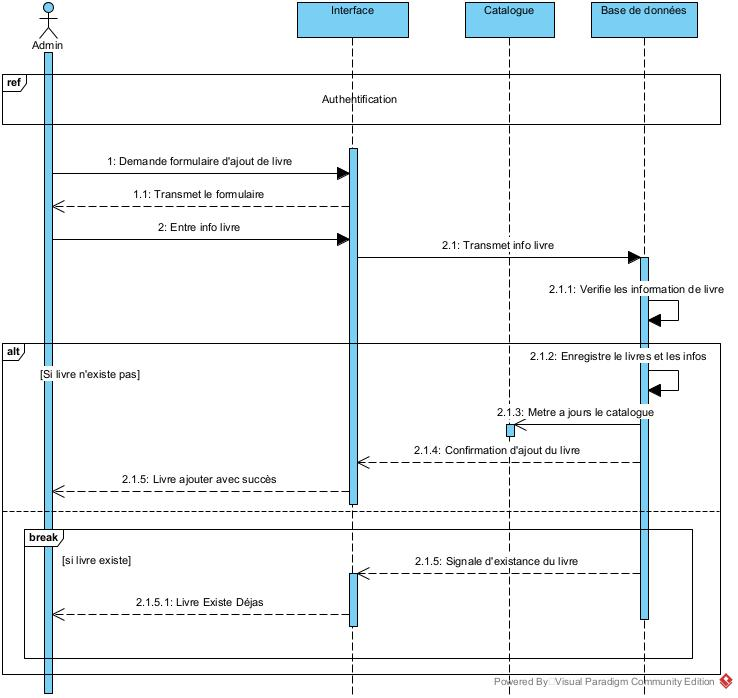 Interface
Catalogue
Base de données
Admin
ref
Authentification
1: Demande formulaire d'ajout de livre
1.1: Transmet le formulaire
2: Entre info livre
2.1: Transmet info livre
2.1.1: Verifie les information de livre
alt
2.1.2: Enregistre le livres et les infos
[Si livre n'existe pas]
2.1.3: Metre a jours le catalogue
2.1.4: Confirmation d'ajout du livre
2.1.5: Livre ajouter avec succès
break
[si livre existe]
2.1.5: Signale d'existance du livre
2.1.5.1: Livre Existe Déjas
Powered By Visual Paradigm Community Edition